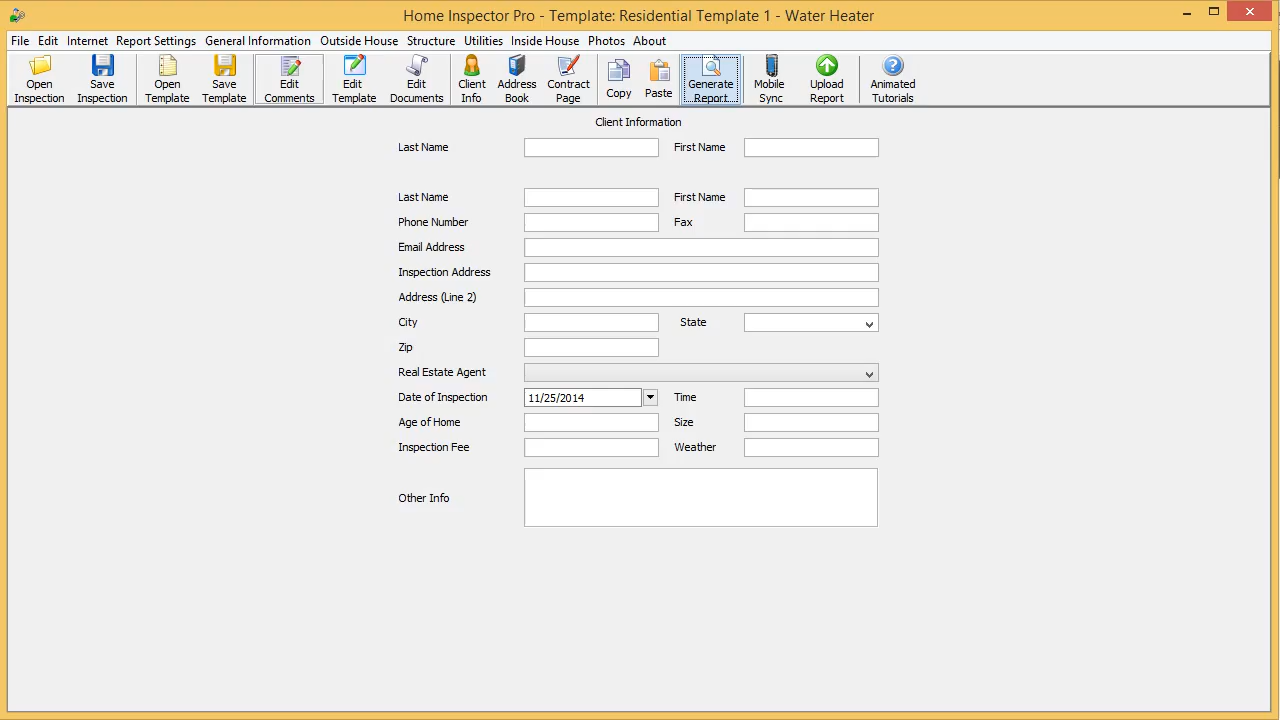 Home Inspector Pro - Template: Residential Template 1 - Water Heater
File Edit Internet Report Settings General Information Outside House Structure Utilities Inside House Photos About
Open Inspection
Save Inspection
Open Template
Save Template
Edit Comments
Edit Template
Edit Documents
Client Info
Address Book
Contract Page
Copy
Paste
Generate Report
Mobile Sync
Upload Report
Animated Tutorials
Client Information
Last Name First Name
Last Name First Name
Phone Number Fax
Email Address
Inspection Address
Address (Line 2)
City State
Zip
Real Estate Agent
Date of Inspection 11/25/2014 Time
Age of Home Size
Inspection Fee Weather
Other Info